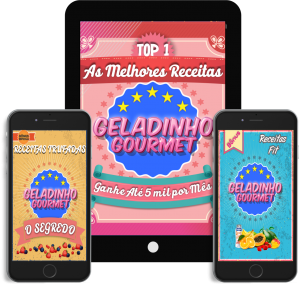 TOP 1
As Melhores Receitas
GELADINHO
GOURMET
Ganhe Até 5 mil por Mês
RECEITAS TRUFADAS
GELADINHO
GOURMET
O SEGREDO
Receitas
Fit
GELADINHO
GOURMET